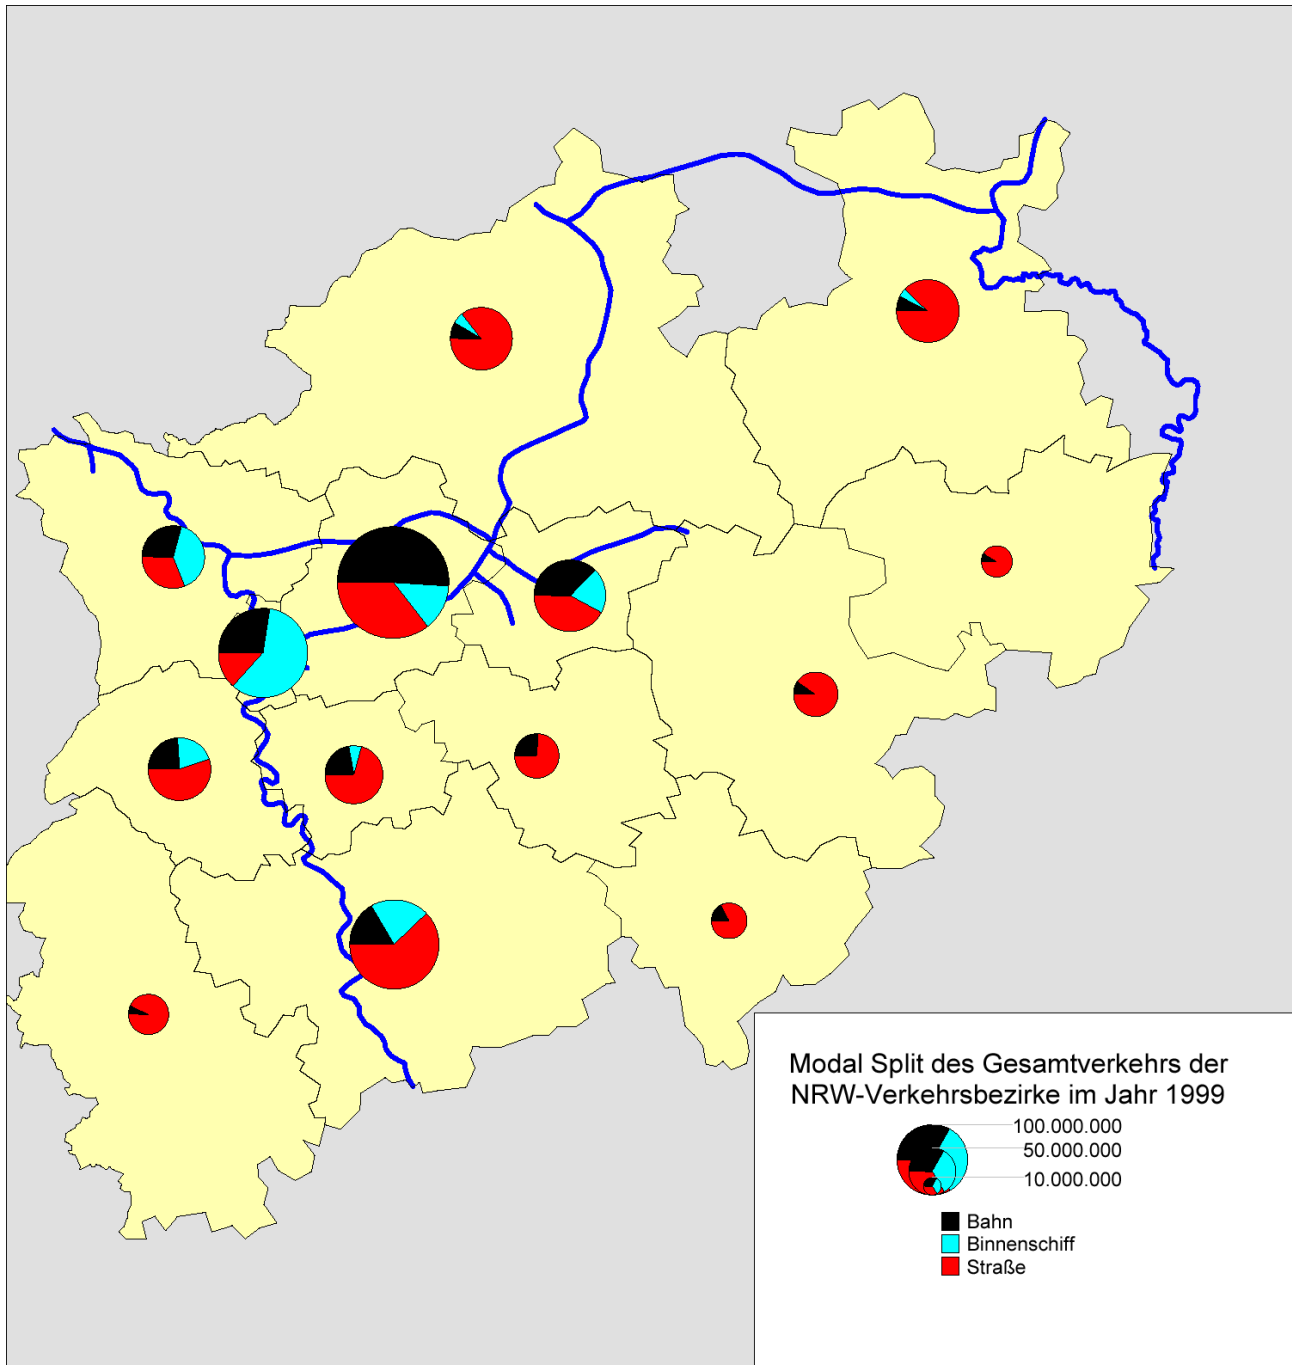 Modal Split des Gesamtverkehrs der
NRW-Verkehrsbezirke im Jahr 1999
100.000.000
50.000.000
10.000.000
Bahn
Binnenschiff
Straße